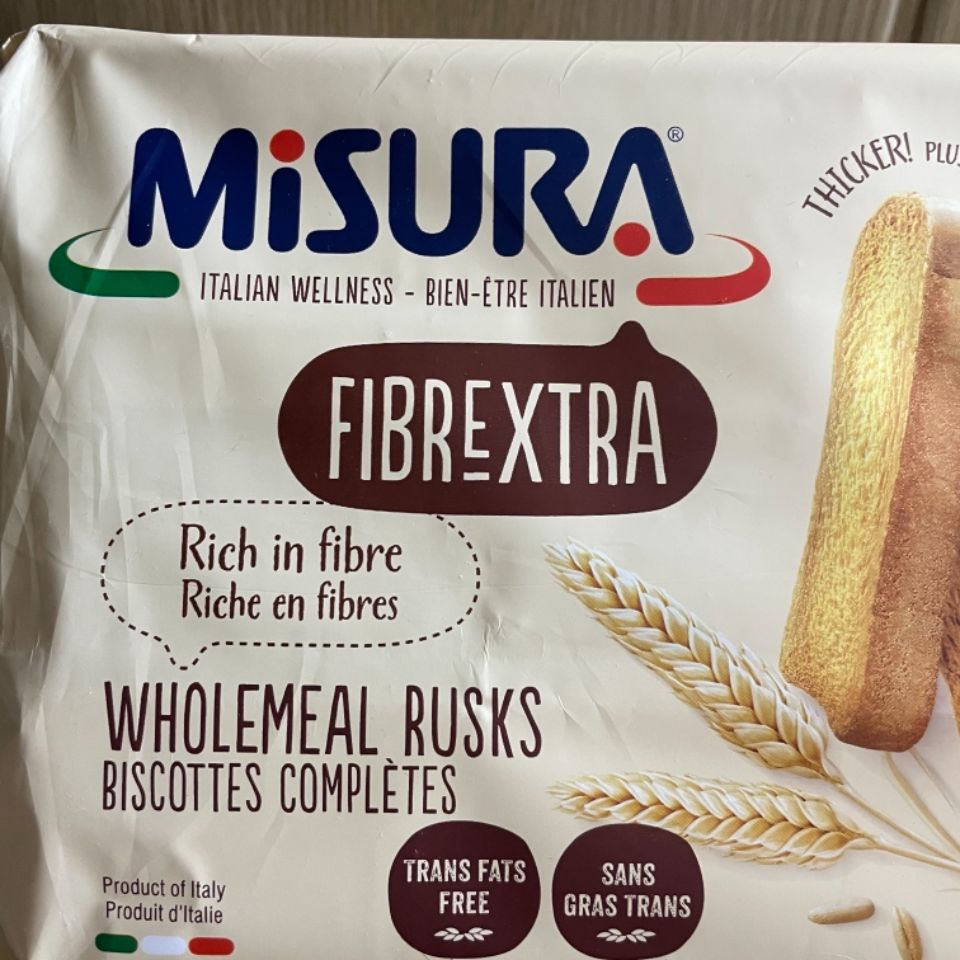 MiSURA®
ITALIAN WELLNESS - BIEN-ÊTRE ITALIEN
THICKER!
FIBREXTRA
Rich in fibre
Riche en fibres
WHOLEMEAL RUSKS
BISCOTTES COMPLÈTES
TRANS FATS
FREE
SANS
GRAS TRANS
Product of Italy
Produit d'Italie